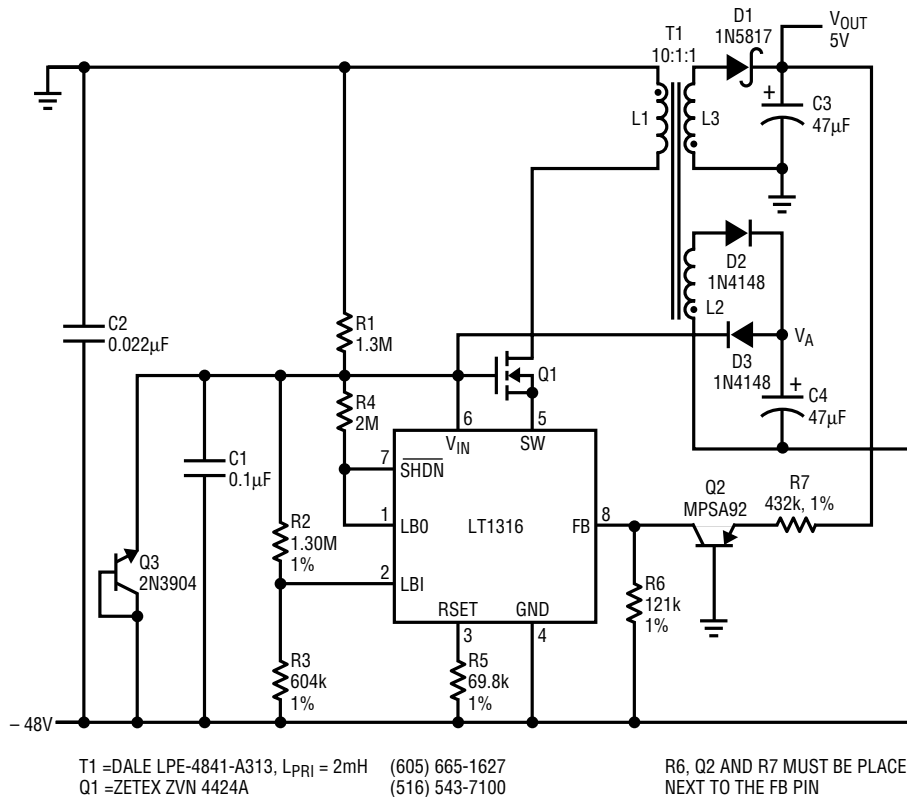 D1
1N5817
VOUT
5V
T1
10:1:1
L1
L3
+
C3
47µF
D2
1N4148
L2
VA
D3
1N4148
+
C4
47µF
C2
0.022µF
R1
1.3M
R4
2M
Q1
6
5
VIN
SW
7
SHDN
1
LBO
LT1316
FB
8
2
LBI
RSET
GND
3
4
C1
0.1µF
R2
1.30M
1%
Q3
2N3904
R3
604k
1%
R5
69.8k
1%
R6
121k
1%
Q2
MPSA92
R7
432k, 1%
– 48V
T1 =DALE LPE-4841-A313, LPRI = 2mH (605) 665-1627
Q1 =ZETEX ZVN 4424A (516) 543-7100
R6, Q2 AND R7 MUST BE PLACE
NEXT TO THE FB PIN